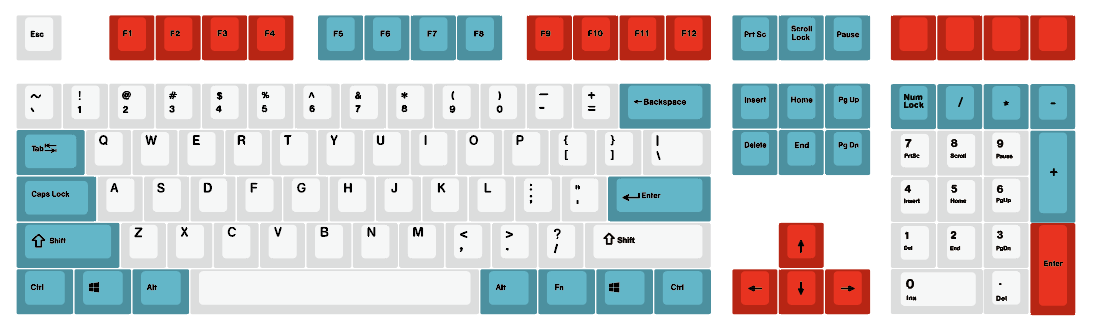 Esc F1 F2 F3 F4 F5 F6 F7 F8 F9 F10 F11 F12 Prt Sc Scroll Lock Pause
~ ! @ # $ % ^ & * ( ) _ +
` 1 2 3 4 5 6 7 8 9 0 - = ← Backspace Insert Home Pg Up Num Lock / * -
Tab ↹ Q W E R T Y U I O P { } |
[ ] \ Delete End Pg Dn 7 8 9 +
PrtSc Scroll Pause
Caps Lock A S D F G H J K L : " ↵ Enter 4 5 6
; ' Insert Home PgUp
⇧ Shift Z X C V B N M < > ? ⇧ Shift ↑ 1 2 3
, . / Del End PgDn Enter
Ctrl Alt Alt Fn Ctrl ← ↓ → 0 .
Ins Del